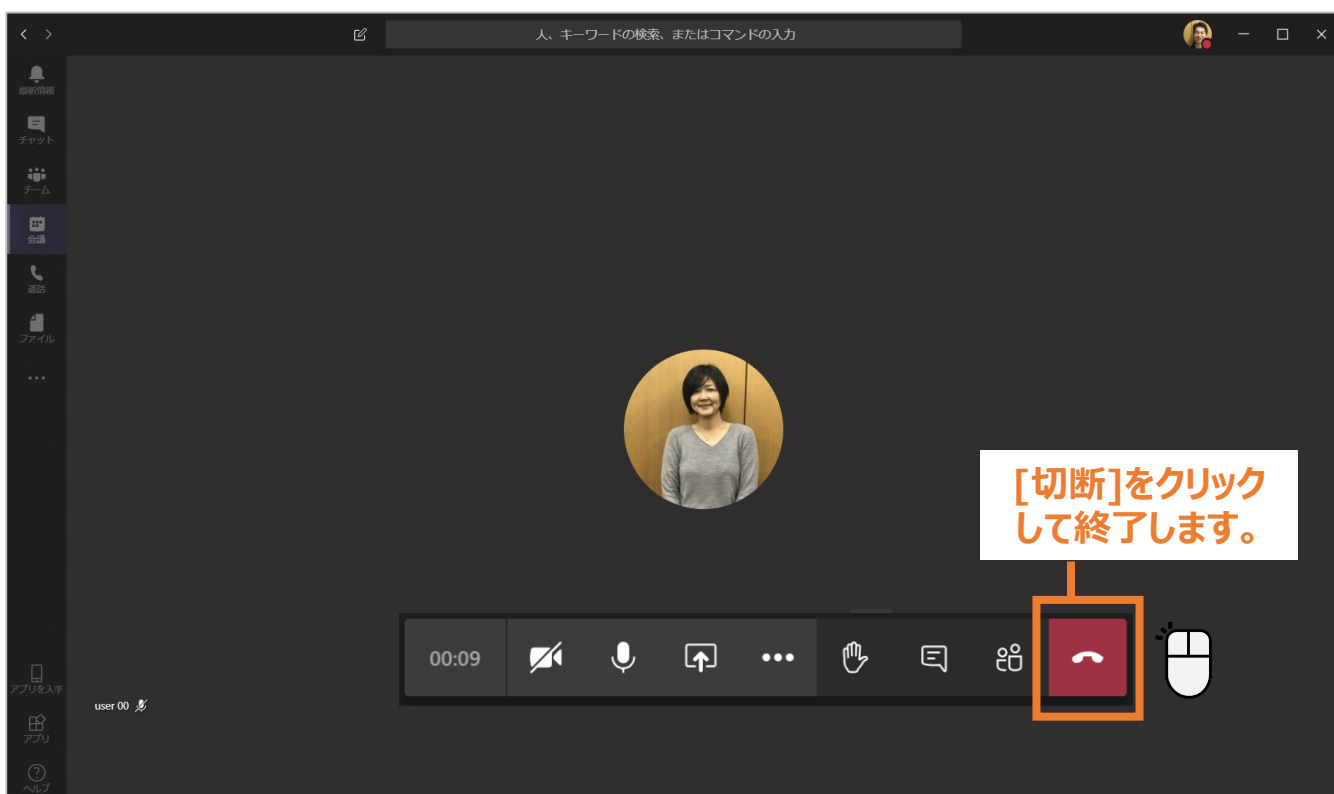 人、キーワードの検索、またはコマンドの入力
最新情報
チャット
チーム
会議
通話
ファイル
[切断]をクリック
して終了します。
00:09
アプリを入手
user 00
アプリ
ヘルプ